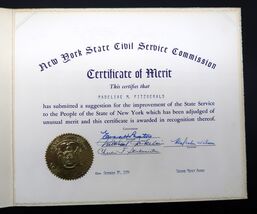 New York State Civil Service Commission
Certificate of Merit
This certifies that
MADELINE M. FITZGERALD
has submitted a suggestion for the improvement of the State Service
to the People of the State of New York which has been adjudged of
unusual merit and this certificate is awarded in recognition thereof.